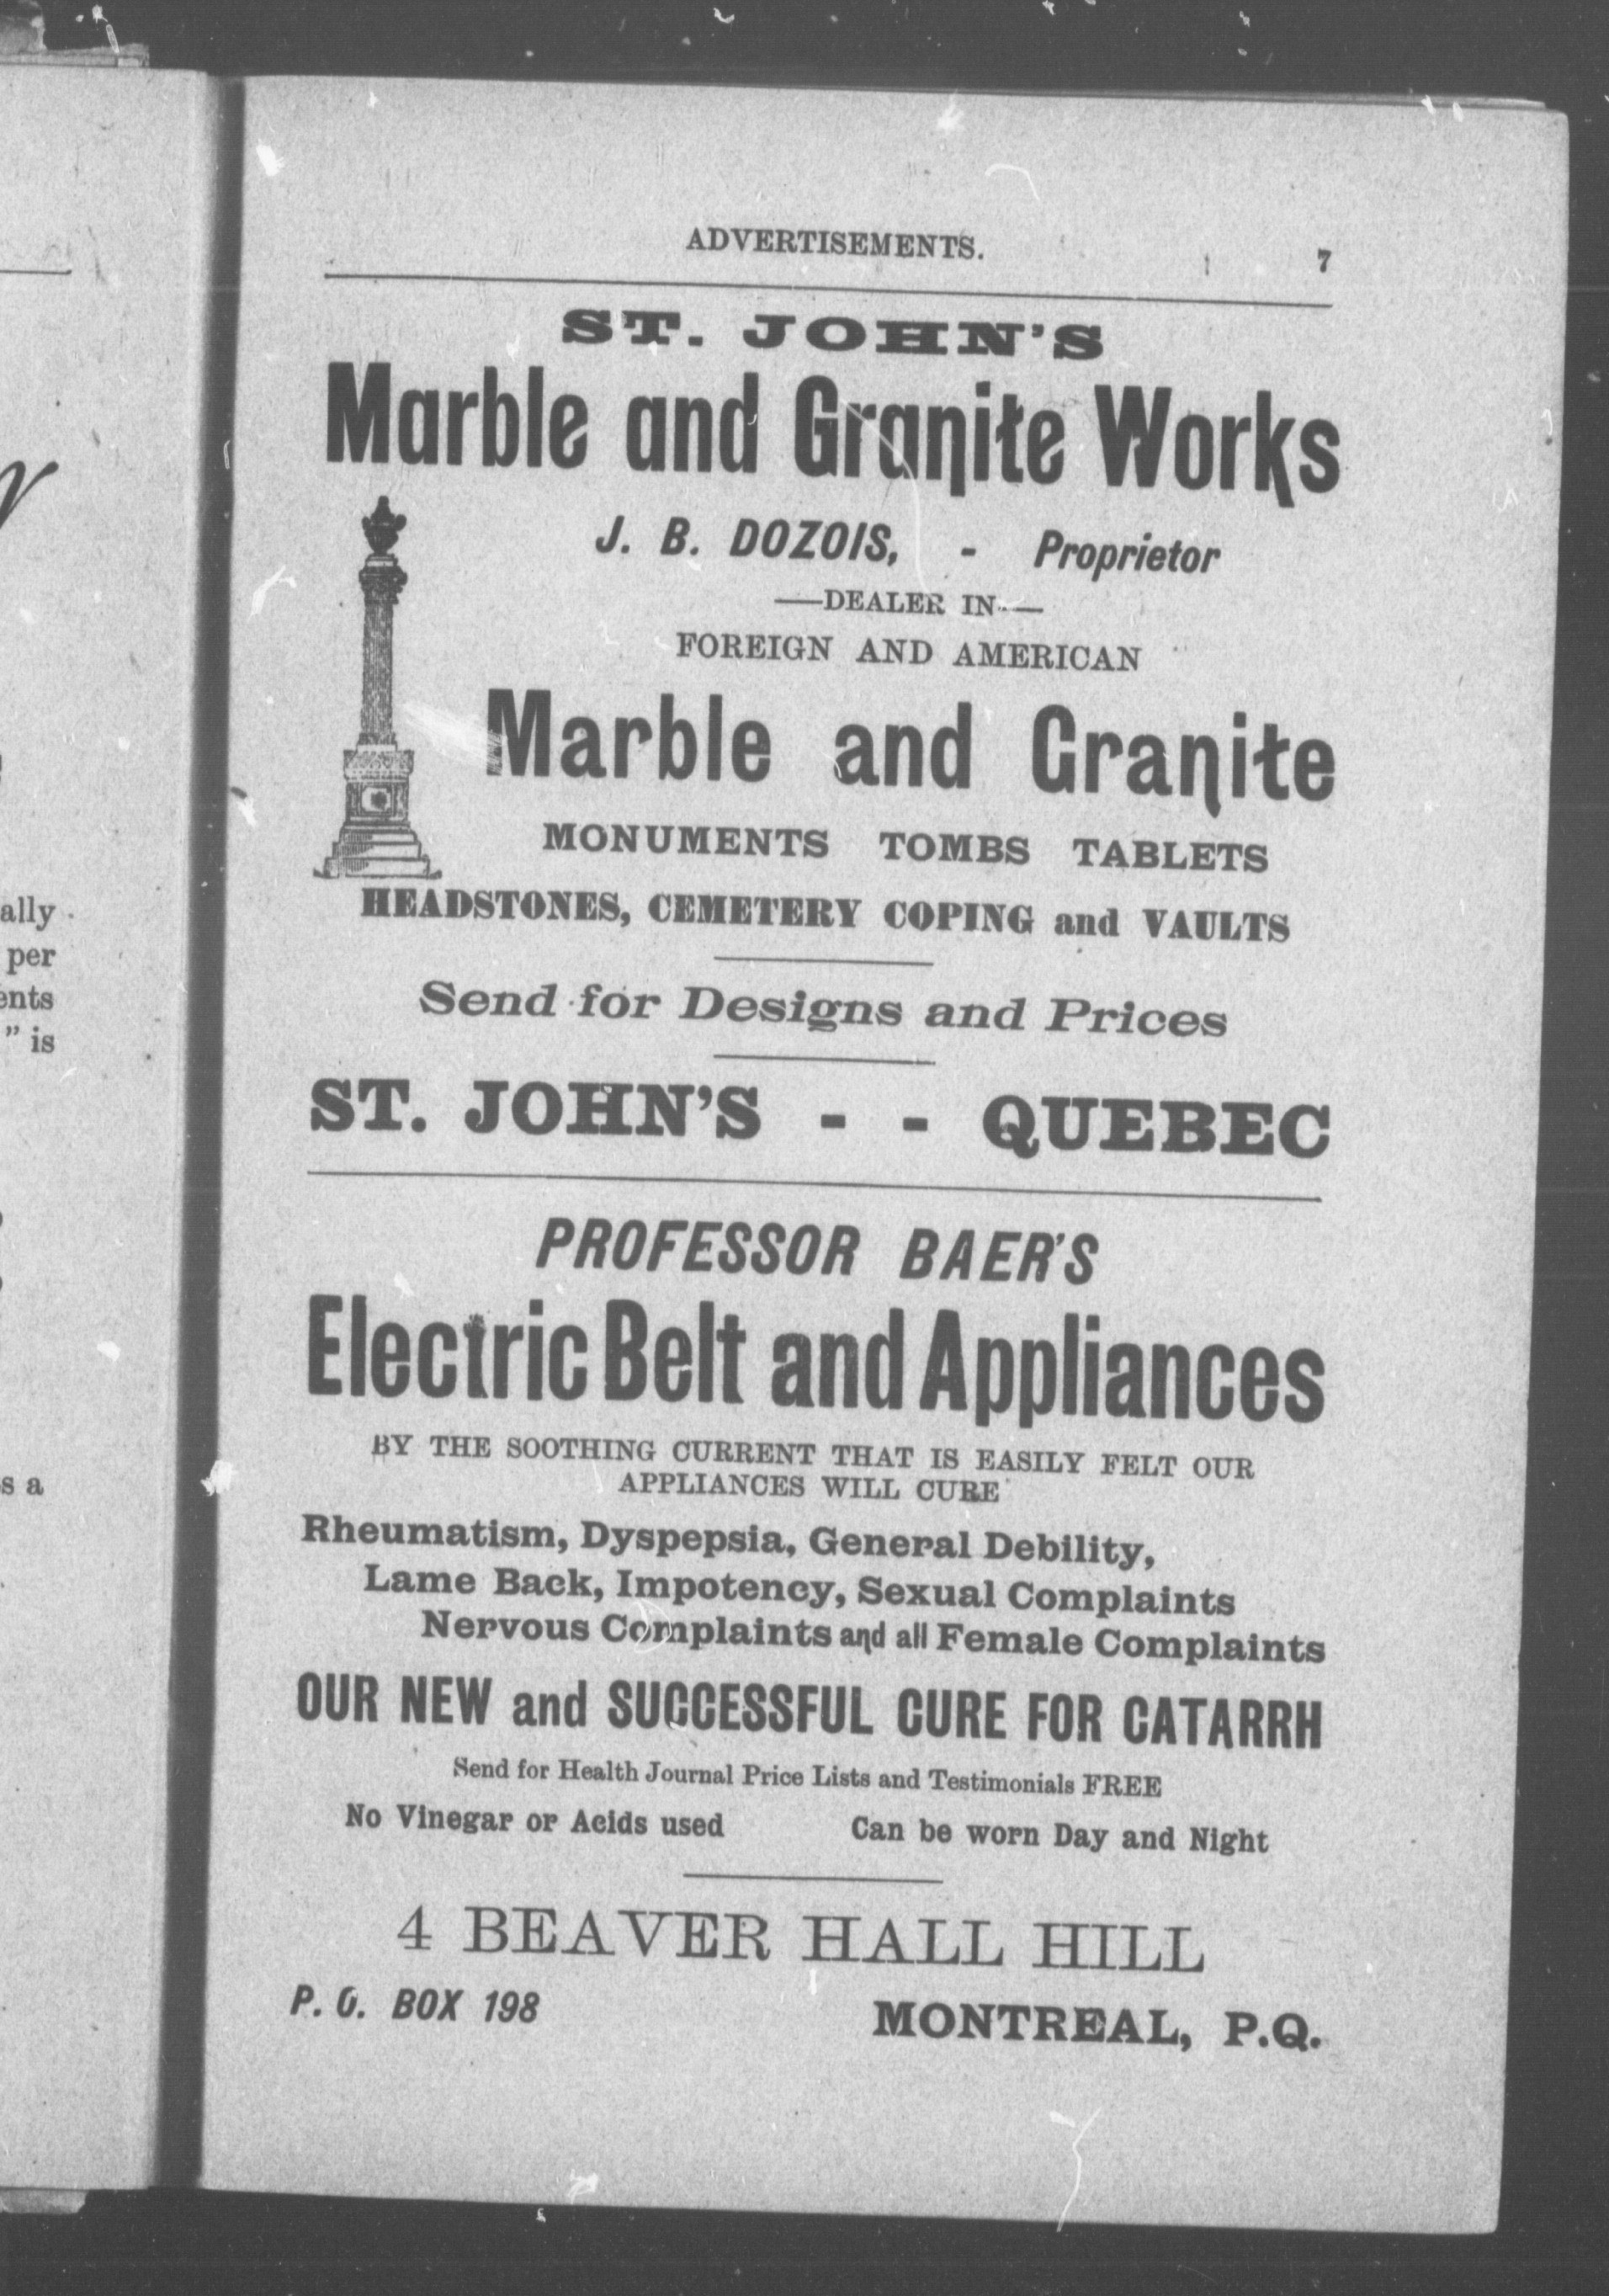 ADVERTISEMENTS. 7
ST. JOHN'S
Marble and Granite Works
J. B. DOZOIS, - Proprietor
—DEALER IN—
FOREIGN AND AMERICAN
Marble and Granite
MONUMENTS TOMBS TABLETS
HEADSTONES, CEMETERY COPING and VAULTS
Send for Designs and Prices
ST. JOHN'S - - QUEBEC
PROFESSOR BAER'S
Electric Belt and Appliances
BY THE SOOTHING CURRENT THAT IS EASILY FELT OUR
APPLIANCES WILL CURE
Rheumatism, Dyspepsia, General Debility,
Lame Back, Impotency, Sexual Complaints
Nervous Complaints and all Female Complaints
OUR NEW and SUCCESSFUL CURE FOR CATARRH
Send for Health Journal Price Lists and Testimonials FREE
No Vinegar or Acids used Can be worn Day and Night
4 BEAVER HALL HILL
P. O. BOX 198 MONTREAL, P.Q.
per
" is
s a